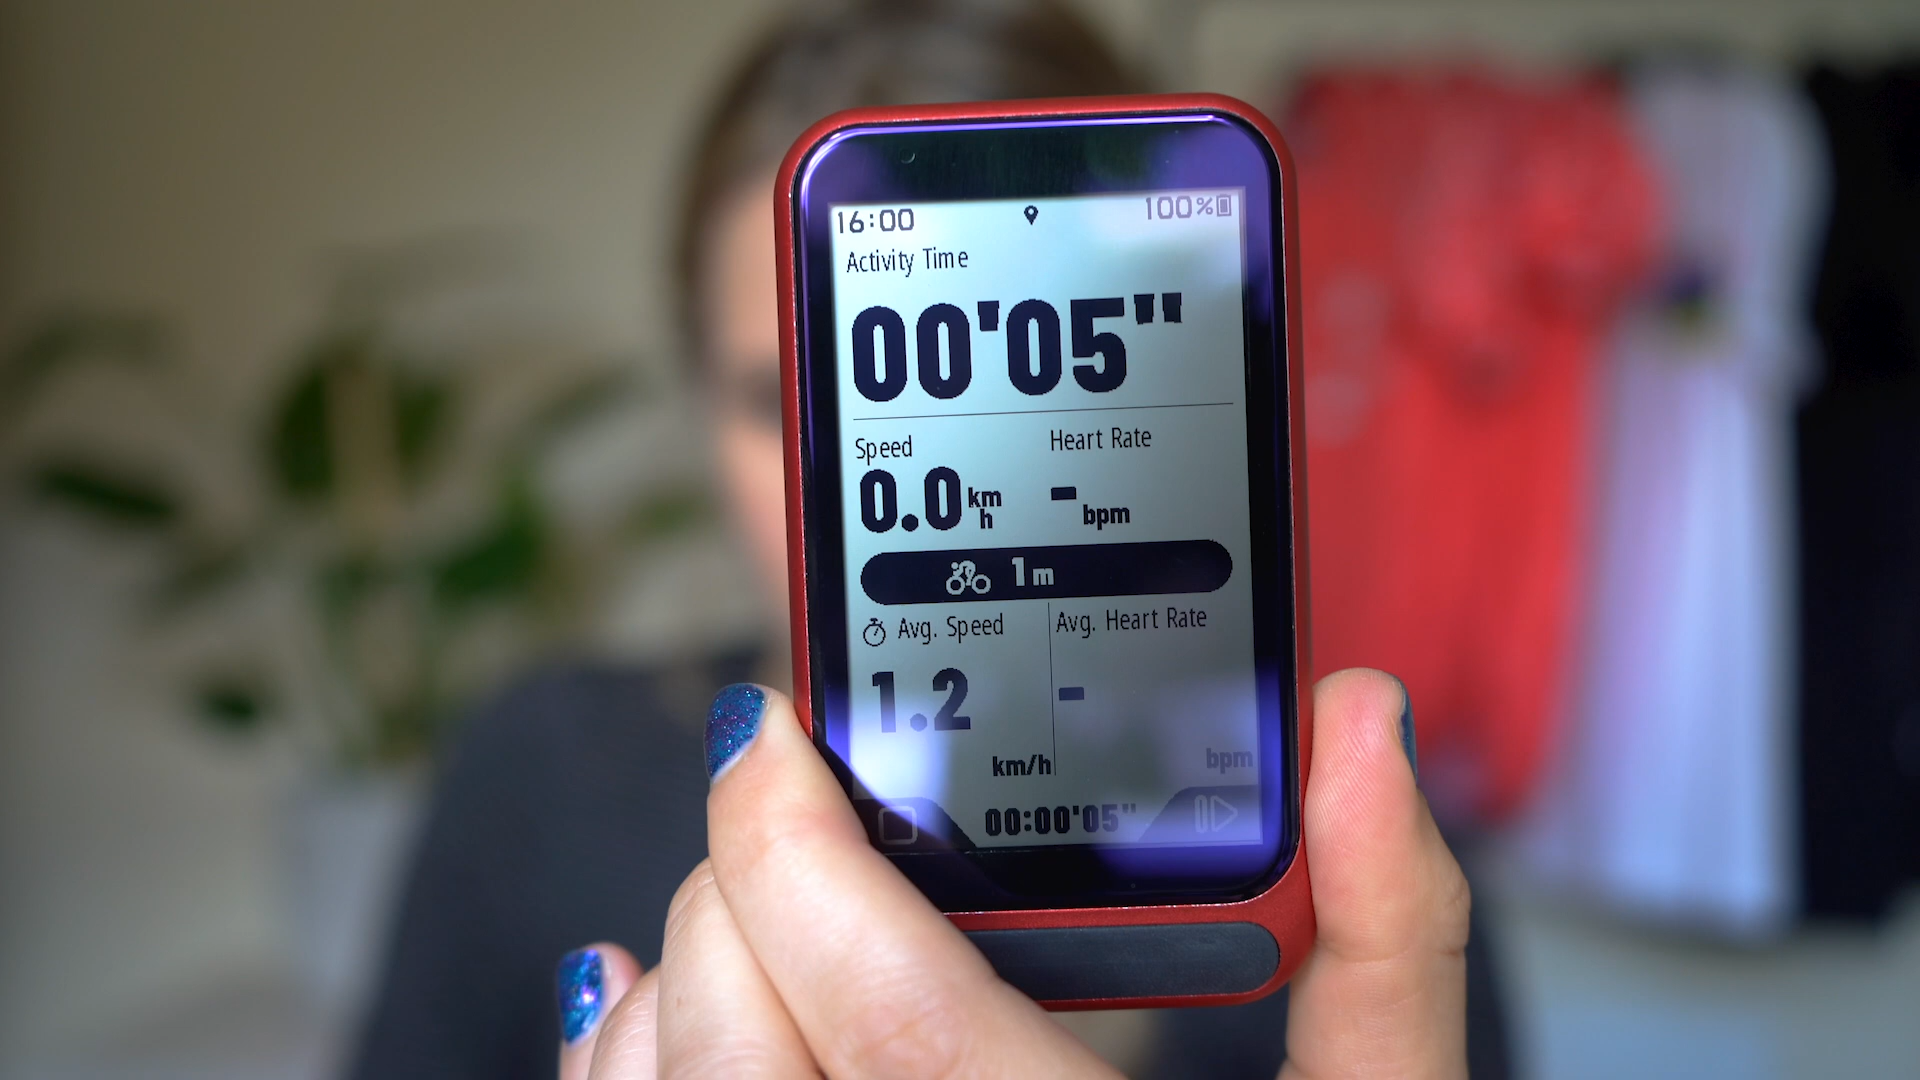 16:00 100%
Activity Time
00'05"
Speed Heart Rate
0.0 km/h - bpm
1m
Avg. Speed Avg. Heart Rate
1.2 -
km/h bpm
00:00'05"